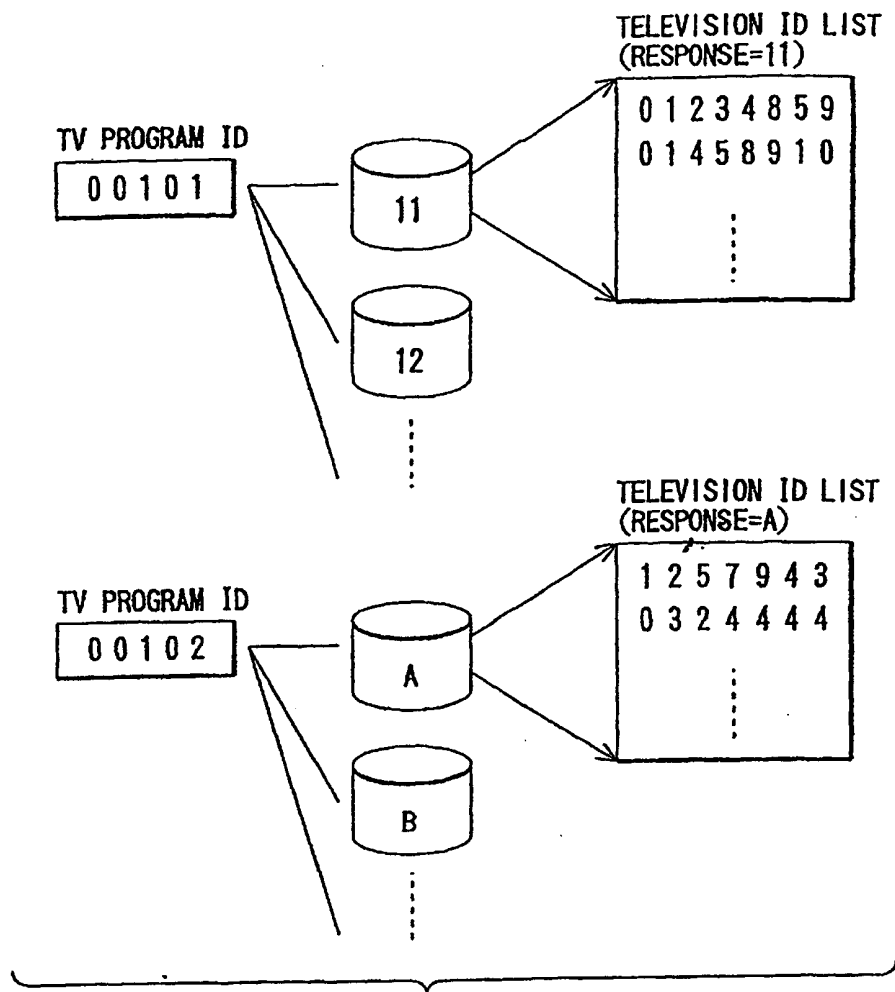 TELEVISION ID LIST
(RESPONSE=11)
0 1 2 3 4 8 5 9
0 1 4 5 8 9 1 0
TV PROGRAM ID
0 0 1 0 1
11
12
TELEVISION ID LIST
(RESPONSE=A)
1 2 5 7 9 4 3
0 3 2 4 4 4 4
TV PROGRAM ID
0 0 1 0 2
A
B